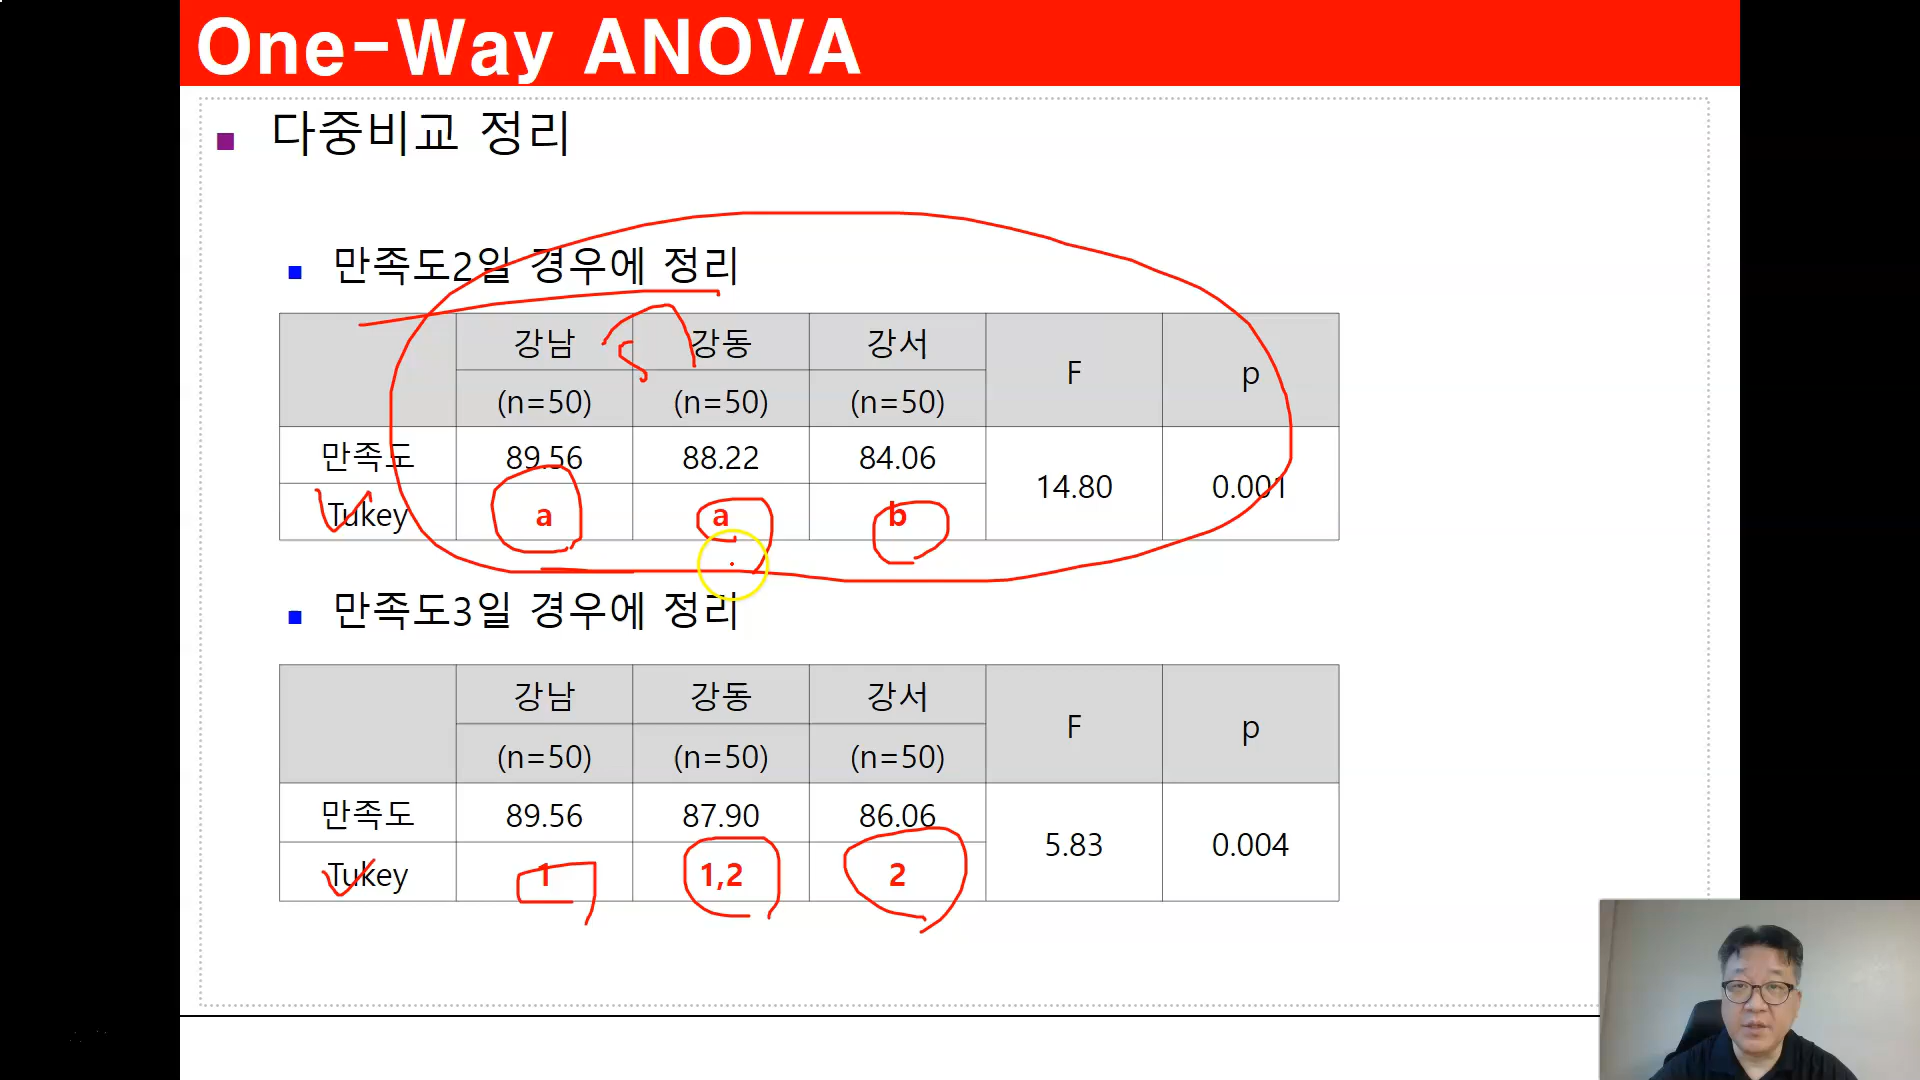 One-Way ANOVA
다중비교 정리
만족도2일 경우에 정리
강남 강동 강서 F p
(n=50) (n=50) (n=50)
만족도 89.56 88.22 84.06 14.80 0.001
Tukey a a b
만족도3일 경우에 정리
강남 강동 강서 F p
(n=50) (n=50) (n=50)
만족도 89.56 87.90 86.06 5.83 0.004
Tukey 1 1,2 2